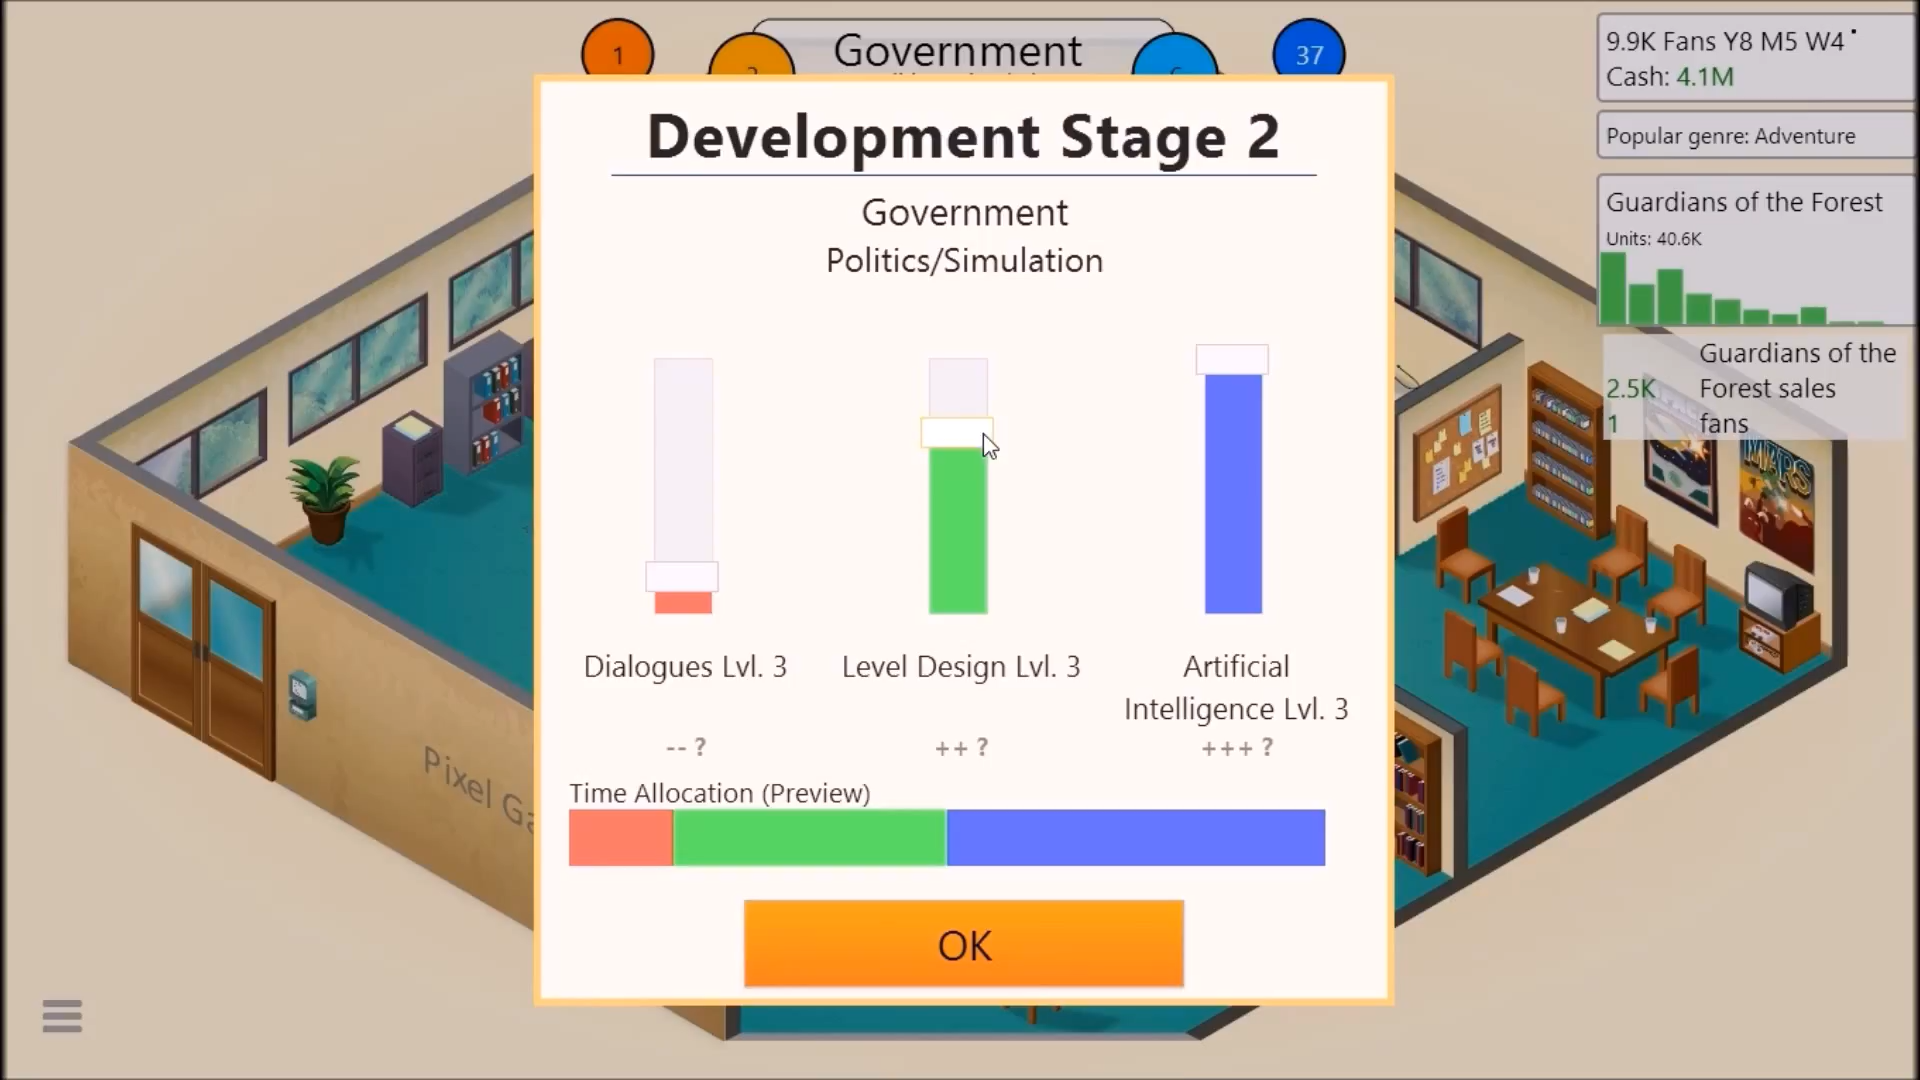 1
Government
37
9.9K Fans Y8 M5 W4
Cash: 4.1M
Popular genre: Adventure
Guardians of the Forest
Units: 40.6K
Guardians of the
2.5K Forest sales
1 fans
Development Stage 2
Government
Politics/Simulation
Dialogues Lvl. 3
Level Design Lvl. 3
Artificial
Intelligence Lvl. 3
-- ?
++ ?
+++ ?
Time Allocation (Preview)
OK
Pixel Ga
MARS